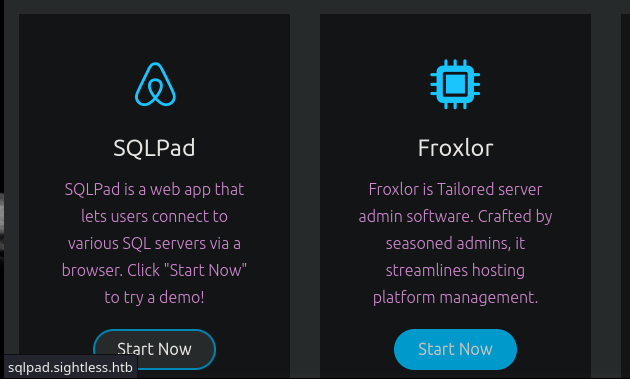 SQLPad
SQLPad is a web app that
lets users connect to
various SQL servers via a
browser. Click "Start Now"
to try a demo!
Start Now
Froxlor
Froxlor is Tailored server
admin software. Crafted by
seasoned admins, it
streamlines hosting
platform management.
Start Now
sqlpad.sightless.htb